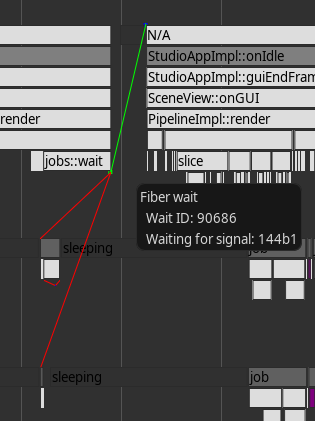 N/A
StudioAppImpl::onIdle
StudioAppImpl::guiEndFram
SceneView::onGUI
render
PipelineImpl::render
jobs::wait
slice
Fiber wait
Wait ID: 90686
Waiting for signal: 144b1
sleeping
job
sleeping
job